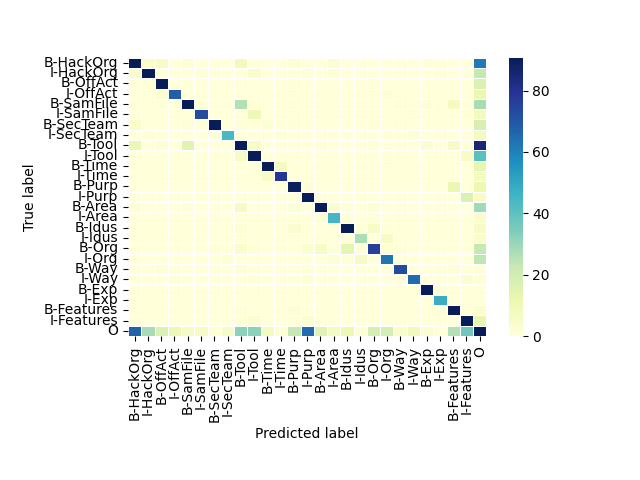 True label
B-HackOrg
I-HackOrg
B-OffAct
I-OffAct
B-SamFile
I-SamFile
B-SecTeam
I-SecTeam
B-Tool
I-Tool
B-Time
I-Time
B-Purp
I-Purp
B-Area
I-Area
B-Idus
I-Idus
B-Org
I-Org
B-Way
I-Way
B-Exp
I-Exp
B-Features
I-Features
O
B-HackOrg
I-HackOrg
B-OffAct
I-OffAct
B-SamFile
I-SamFile
B-SecTeam
I-SecTeam
B-Tool
I-Tool
B-Time
I-Time
B-Purp
I-Purp
B-Area
I-Area
B-Idus
I-Idus
B-Org
I-Org
B-Way
I-Way
B-Exp
I-Exp
B-Features
I-Features
O
Predicted label
80
60
40
20
0